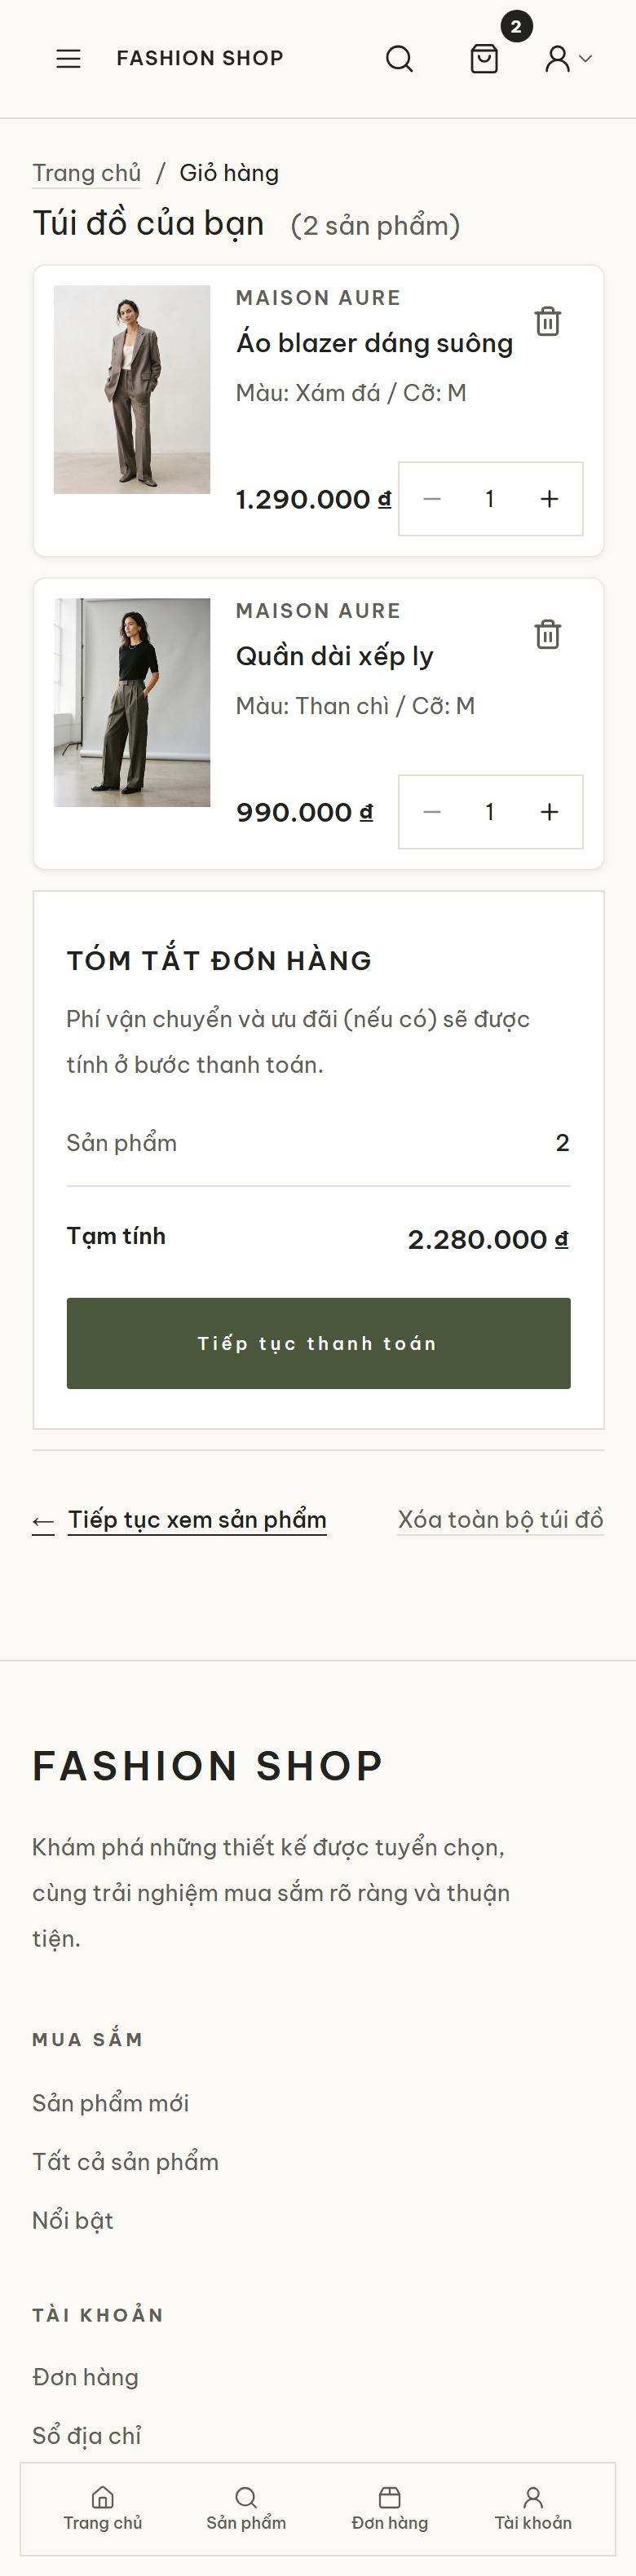 FASHION SHOP
2
Trang chủ / Giỏ hàng
Túi đồ của bạn (2 sản phẩm)
MAISON AURE
Áo blazer dáng suông
Màu: Xám đá / Cỡ: M
1.290.000 ₫ − 1 +
MAISON AURE
Quần dài xếp ly
Màu: Than chì / Cỡ: M
990.000 ₫ − 1 +
TÓM TẮT ĐƠN HÀNG
Phí vận chuyển và ưu đãi (nếu có) sẽ được
tính ở bước thanh toán.
Sản phẩm 2
Tạm tính 2.280.000 ₫
Tiếp tục thanh toán
← Tiếp tục xem sản phẩm Xóa toàn bộ túi đồ
FASHION SHOP
Khám phá những thiết kế được tuyển chọn,
cùng trải nghiệm mua sắm rõ ràng và thuận
tiện.
MUA SẮM
Sản phẩm mới
Tất cả sản phẩm
Nổi bật
TÀI KHOẢN
Đơn hàng
Sổ địa chỉ
Trang chủ Sản phẩm Đơn hàng Tài khoản